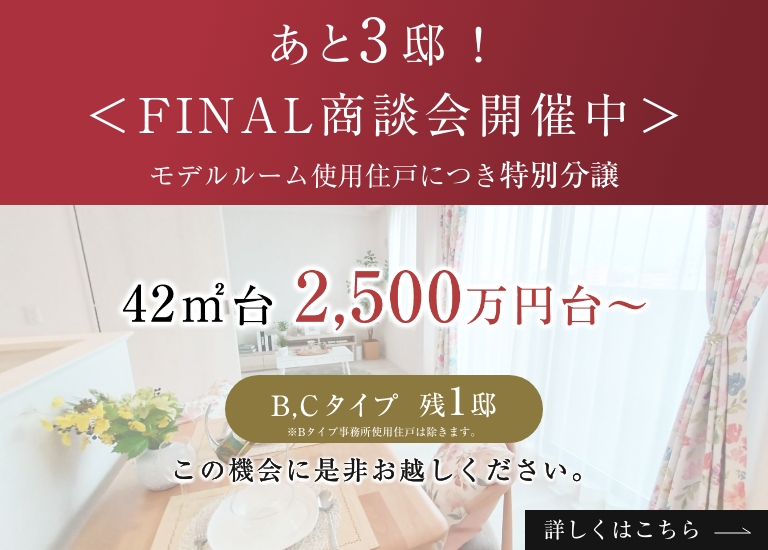 あと3邸！
＜FINAL商談会開催中＞
モデルルーム使用住戸につき特別分譲
42㎡台 2,500万円台～
B,Cタイプ 残1邸
※Bタイプ事務所使用住戸は除きます。
この機会に是非お越しください。
詳しくはこちら